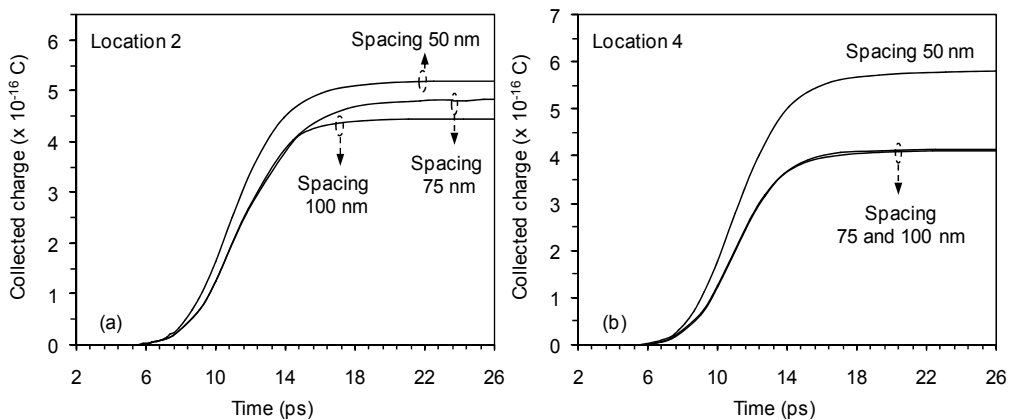 Collected charge (x 10⁻¹⁶ C)
6
5
4
3
2
1
0
Location 2
Spacing 50 nm
Spacing
100 nm
Spacing
75 nm
(a)
2 6 10 14 18 22 26
Time (ps)
Collected charge (x 10⁻¹⁶ C)
7
6
5
4
3
2
1
0
Location 4
Spacing 50 nm
Spacing
75 and 100 nm
(b)
2 6 10 14 18 22 26
Time (ps)